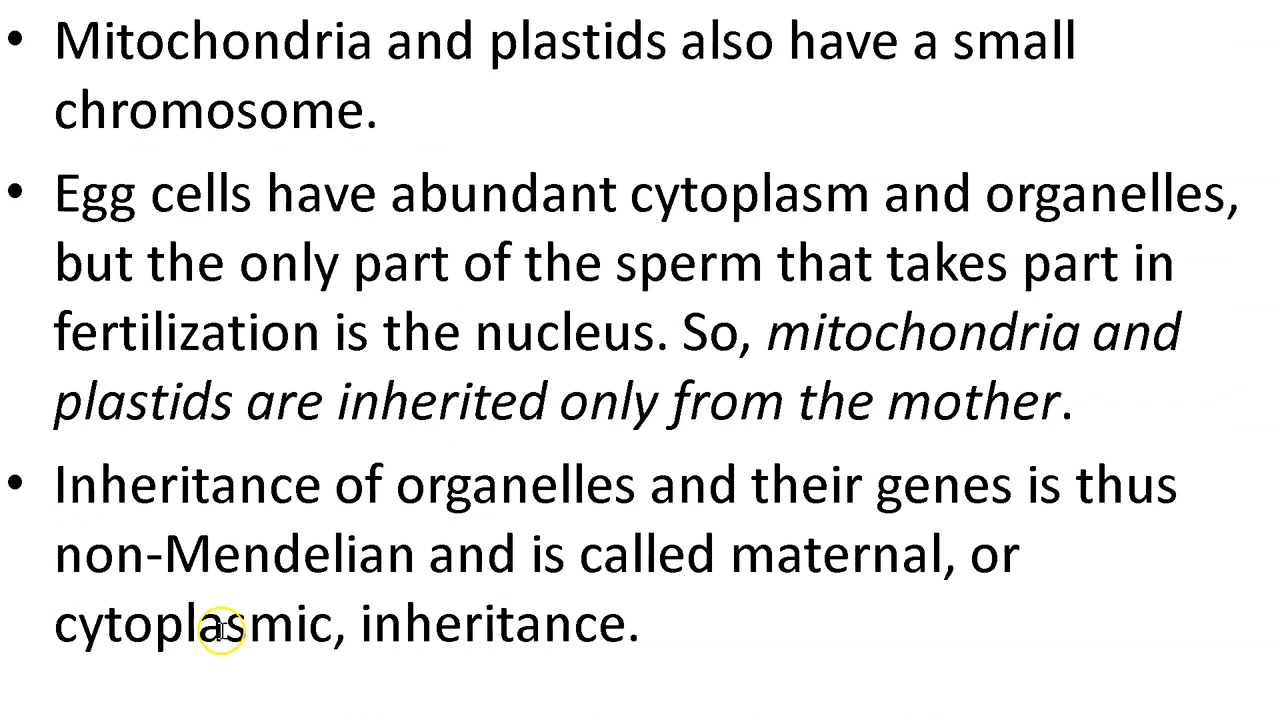 • Mitochondria and plastids also have a small
chromosome.
• Egg cells have abundant cytoplasm and organelles,
but the only part of the sperm that takes part in
fertilization is the nucleus. So, mitochondria and
plastids are inherited only from the mother.
• Inheritance of organelles and their genes is thus
non-Mendelian and is called maternal, or
cytoplasmic, inheritance.